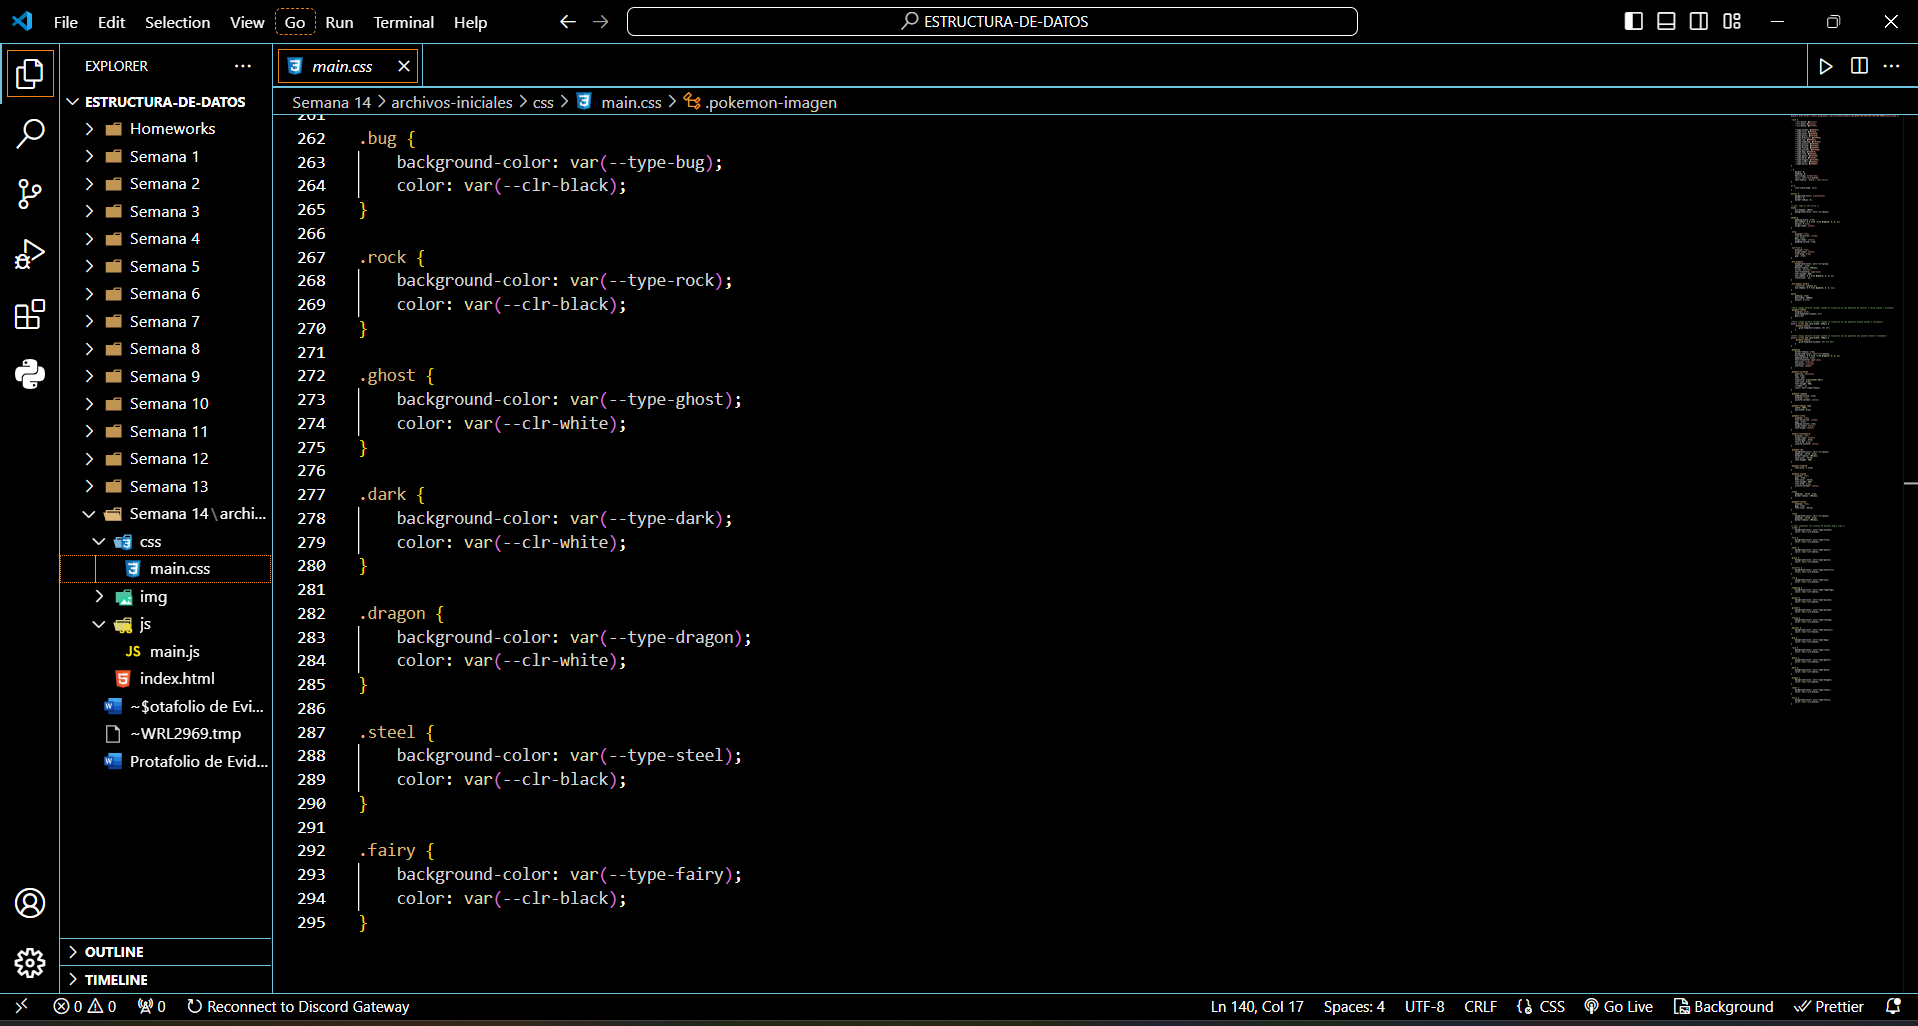 File Edit Selection View Go Run Terminal Help
ESTRUCTURA-DE-DATOS
EXPLORER
main.css
ESTRUCTURA-DE-DATOS
Homeworks
Semana 1
Semana 2
Semana 3
Semana 4
Semana 5
Semana 6
Semana 7
Semana 8
Semana 9
Semana 10
Semana 11
Semana 12
Semana 13
Semana 14\archi...
css
main.css
img
js
JS main.js
index.html
~$otafolio de Evi...
~WRL2969.tmp
Protafolio de Evid...
OUTLINE
TIMELINE
Semana 14 > archivos-iniciales > css > main.css > .pokemon-imagen
261
262 .bug {
263 background-color: var(--type-bug);
264 color: var(--clr-black);
265 }
266
267 .rock {
268 background-color: var(--type-rock);
269 color: var(--clr-black);
270 }
271
272 .ghost {
273 background-color: var(--type-ghost);
274 color: var(--clr-white);
275 }
276
277 .dark {
278 background-color: var(--type-dark);
279 color: var(--clr-white);
280 }
281
282 .dragon {
283 background-color: var(--type-dragon);
284 color: var(--clr-white);
285 }
286
287 .steel {
288 background-color: var(--type-steel);
289 color: var(--clr-black);
290 }
291
292 .fairy {
293 background-color: var(--type-fairy);
294 color: var(--clr-black);
295 }
0 0 0 Reconnect to Discord Gateway
Ln 140, Col 17 Spaces: 4 UTF-8 CRLF {} CSS Go Live Background Prettier